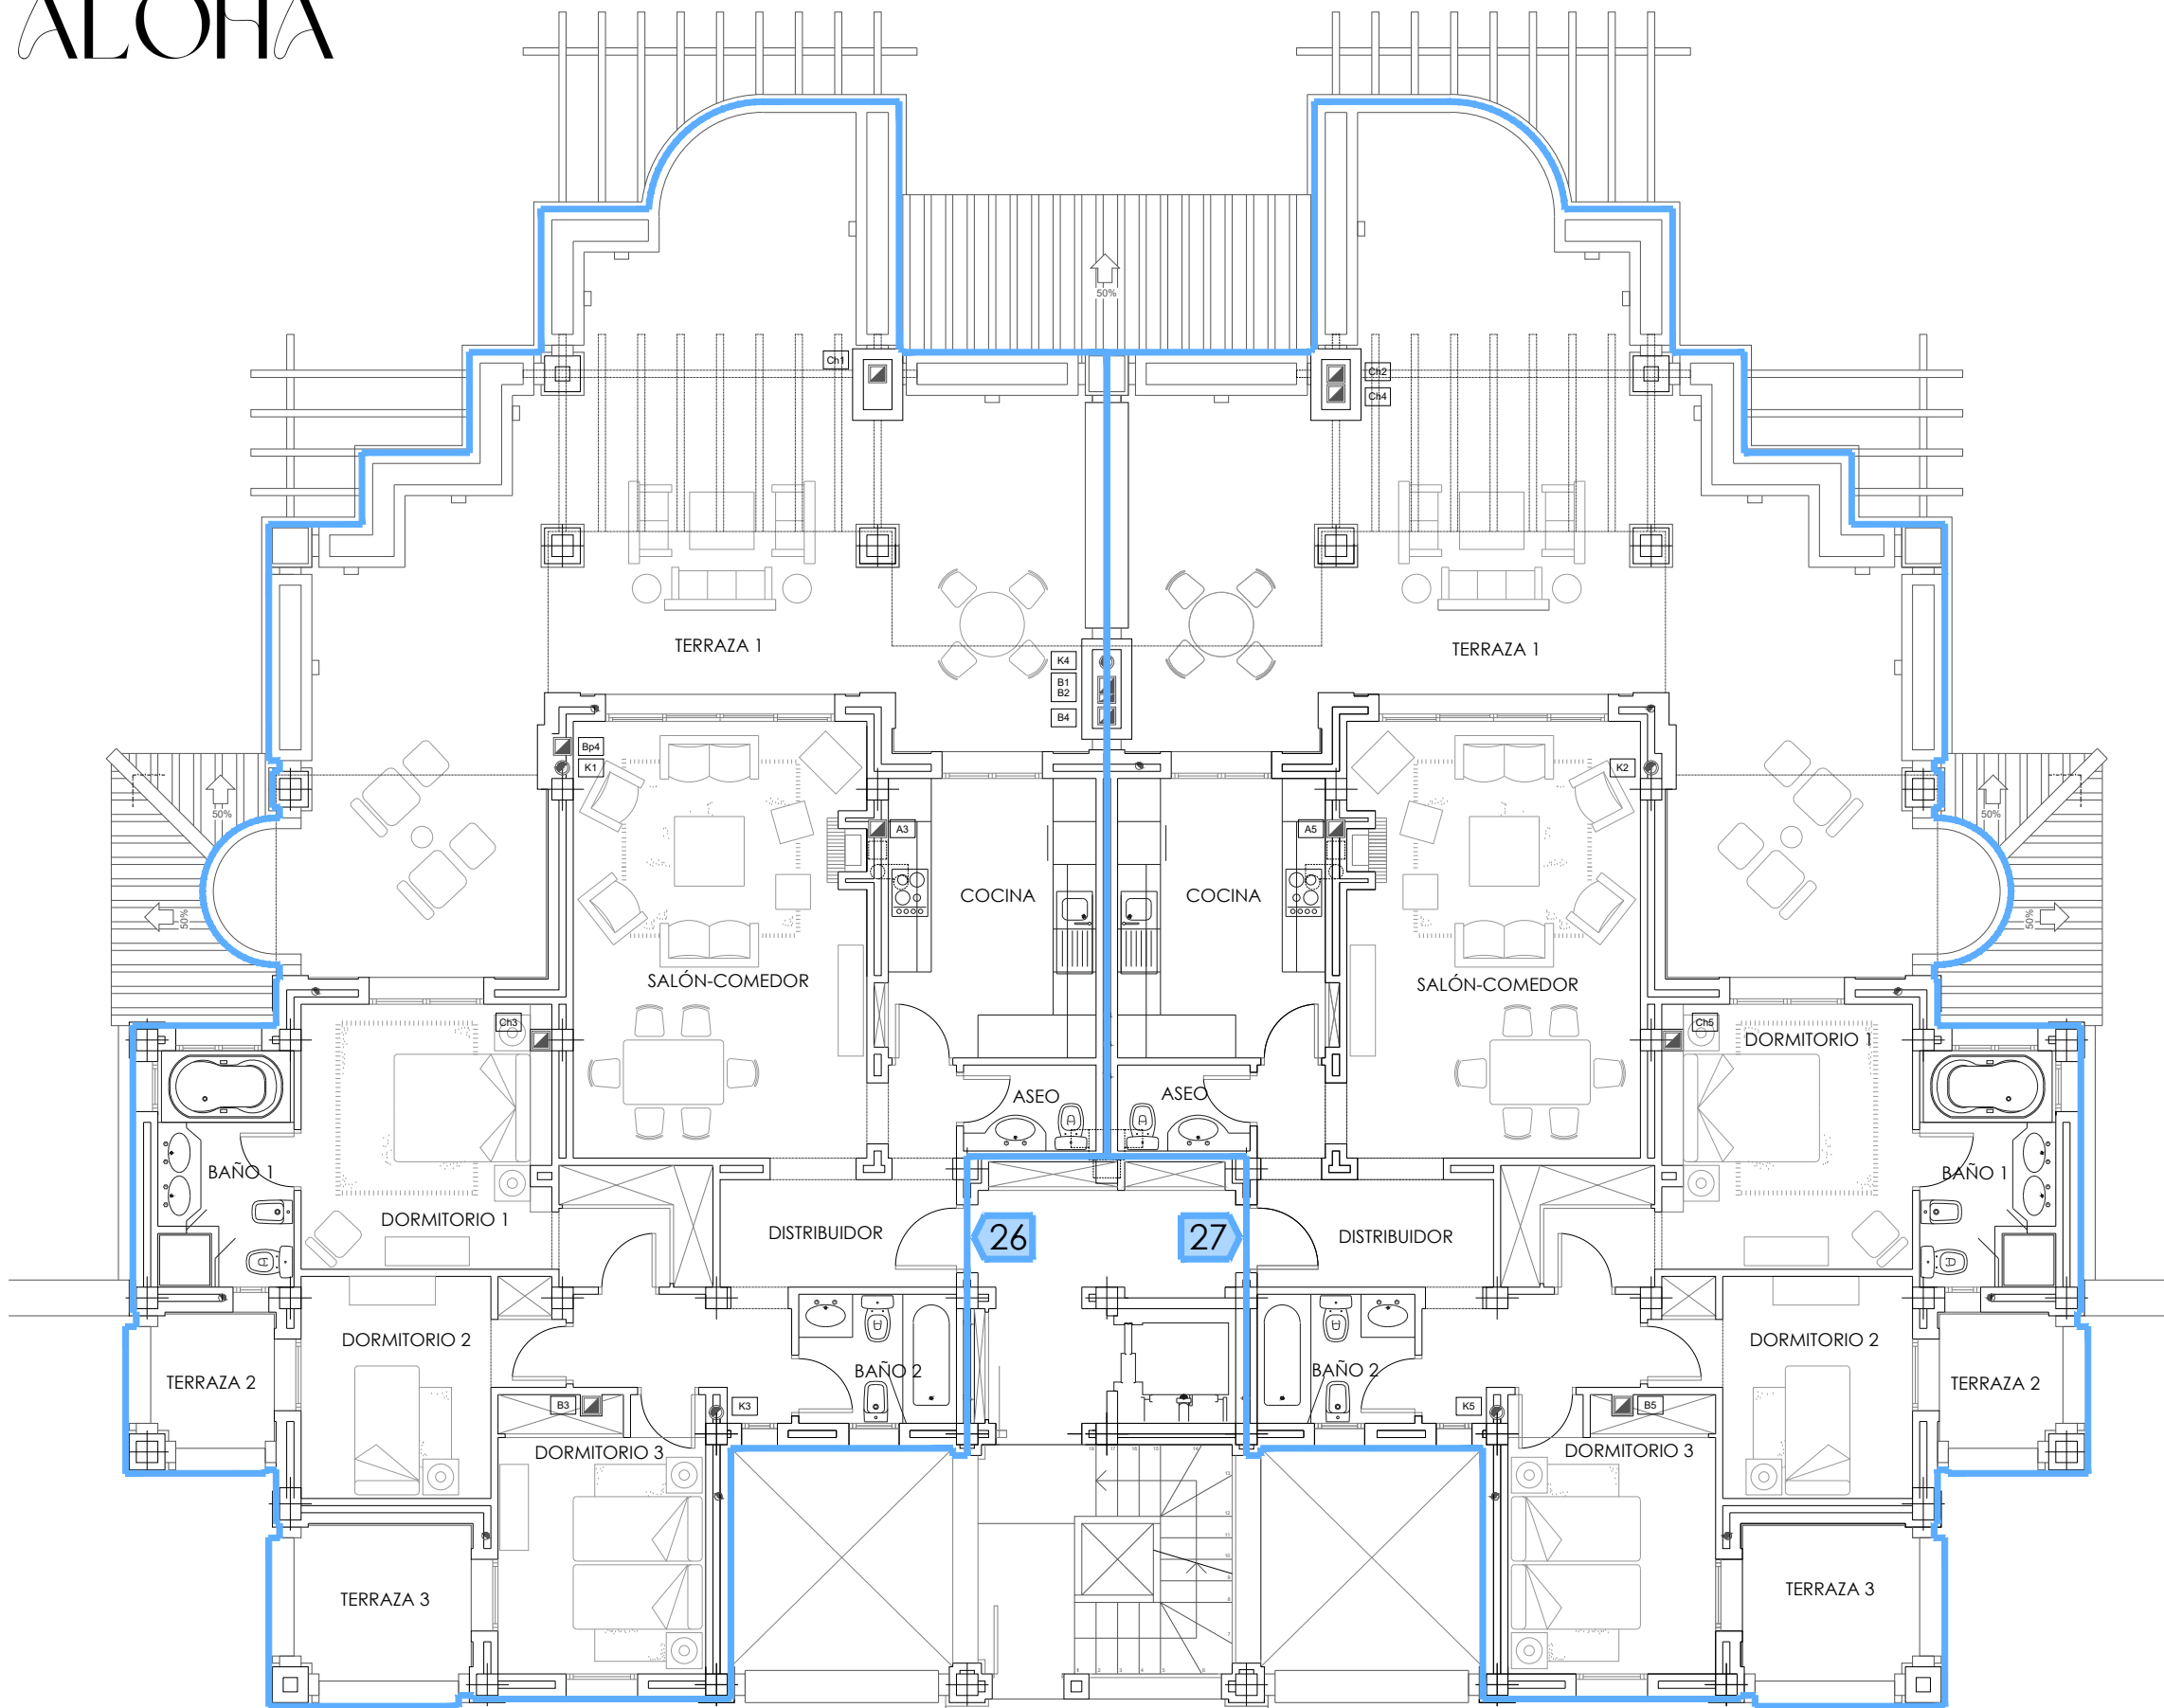 ALOHA
50%
Ch1
Ch2
Ch4
TERRAZA 1
TERRAZA 1
K4
B1
B2
B4
Bp4
K1
K2
50%
50%
A3
A5
COCINA
COCINA
50%
50%
SALÓN-COMEDOR
SALÓN-COMEDOR
Ch3
Ch5
DORMITORIO 1
ASEO
ASEO
BAÑO 1
BAÑO 1
DORMITORIO 1
DISTRIBUIDOR
26
27
DISTRIBUIDOR
DORMITORIO 2
DORMITORIO 2
BAÑO 2
BAÑO 2
TERRAZA 2
TERRAZA 2
B3
K3
K5
B5
DORMITORIO 3
DORMITORIO 3
TERRAZA 3
TERRAZA 3